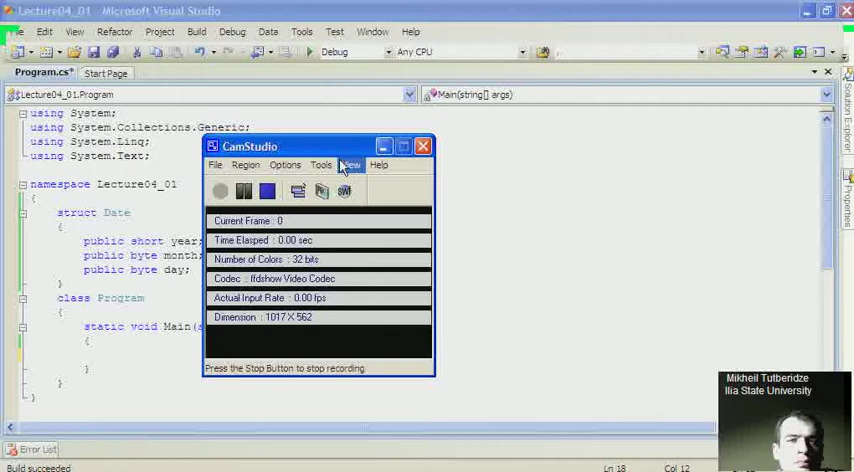 Lecture04_01 - Microsoft Visual Studio
Edit View Refactor Project Build Debug Data Tools Test Window Help
Debug Any CPU
Program.cs* Start Page
Lecture04_01.Program Main(string[] args)
using System;
using System.Collections.Generic;
using System.Linq;
using System.Text;
namespace Lecture04_01
{
struct Date
{
public short year;
public byte month;
public byte day;
}
class Program
{
static void Main(
{
}
}
}
CamStudio
File Region Options Tools View Help
SWF
Current Frame : 0
Time Elasped : 0.00 sec
Number of Colors : 32 bits
Codec : ffdshow Video Codec
Actual Input Rate : 0.00 fps
Dimension : 1017 X 562
Press the Stop Button to stop recording
Solution Explorer
Properties
Mikheil Tutberidze
Ilia State University
Error List
Build succeeded Ln 18 Col 12